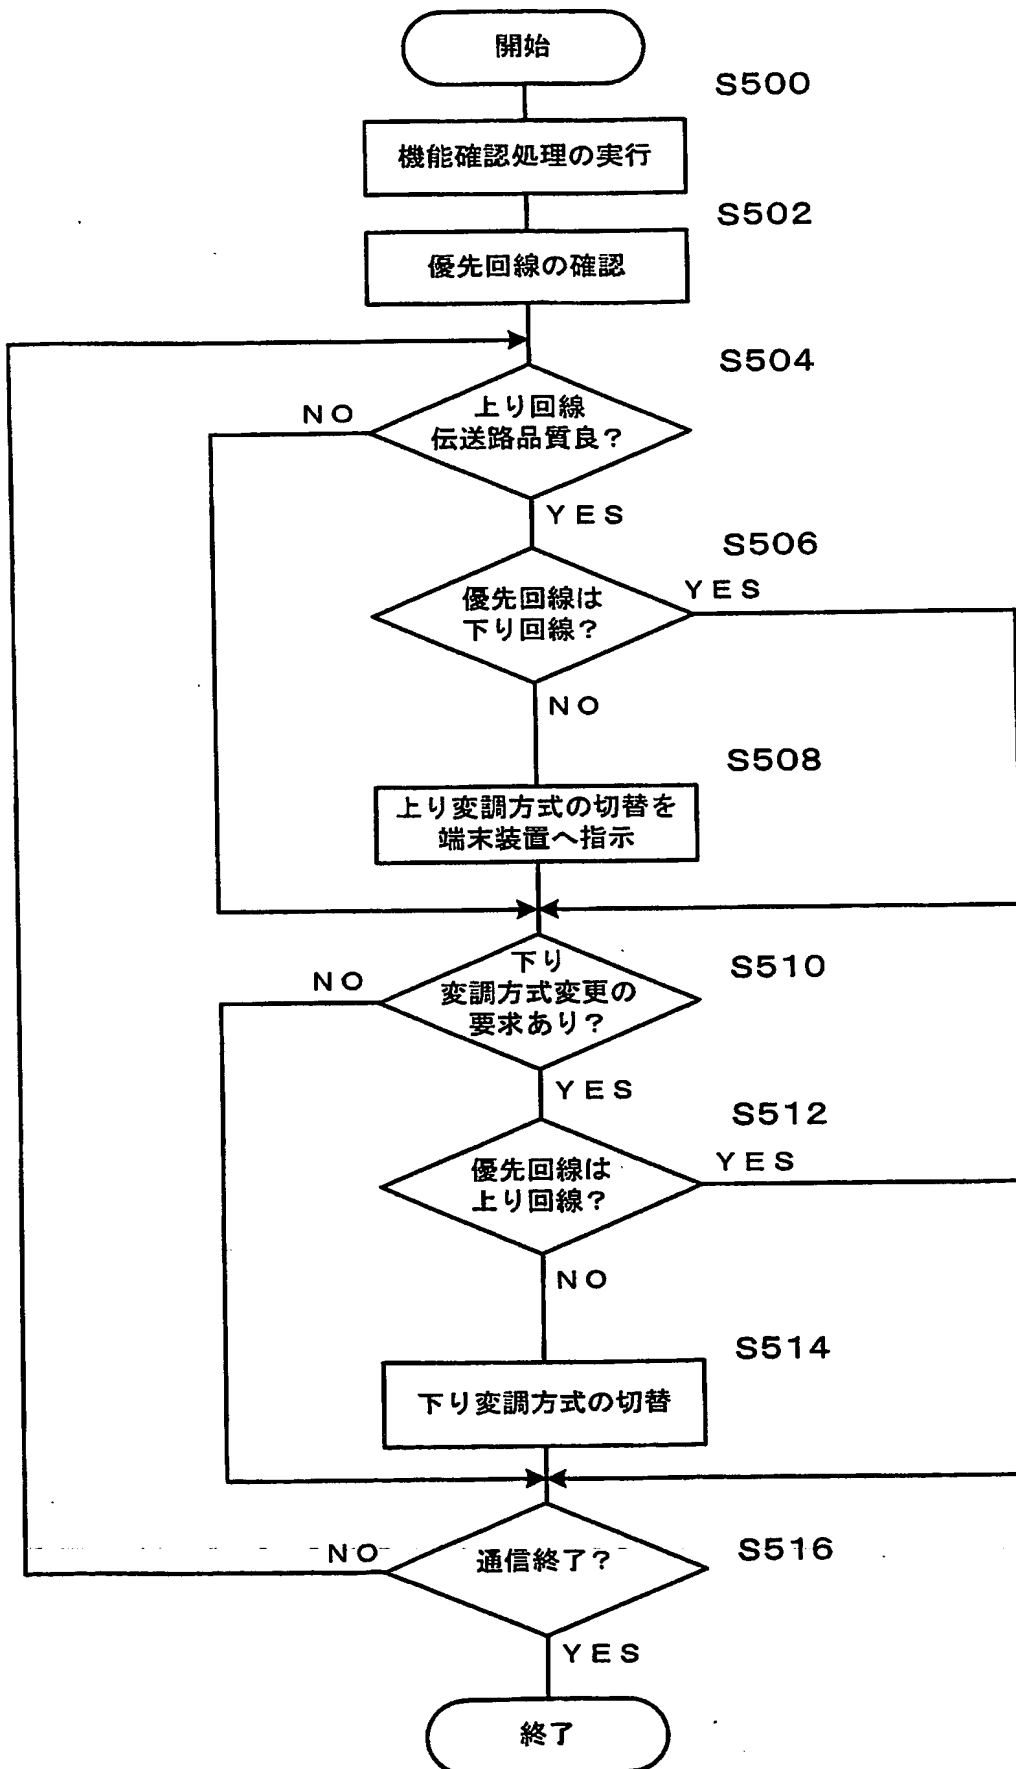 開始
S500
機能確認処理の実行
S502
優先回線の確認
S504
NO
上り回線
伝送路品質良？
YES
S506
優先回線は
下り回線？
YES
NO
S508
上り変調方式の切替を
端末装置へ指示
S510
NO
下り
変調方式変更の
要求あり？
YES
S512
優先回線は
上り回線？
YES
NO
S514
下り変調方式の切替
S516
NO
通信終了？
YES
終了